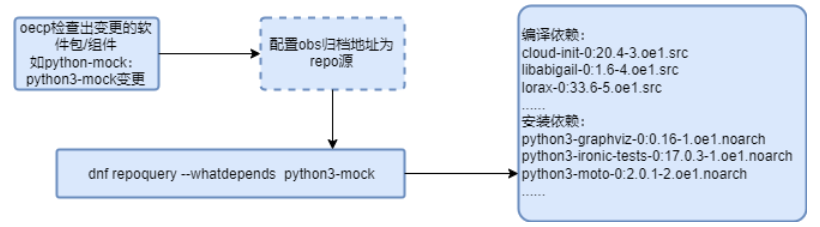 oecp检查出变更的软
件包/组件
如python-mock：
python3-mock变更
配置obs归档地址为
repo源
dnf repoquery --whatdepends python3-mock
编译依赖：
cloud-init-0:20.4-3.oe1.src
libabigail-0:1.6-4.oe1.src
lorax-0:33.6-5.oe1.src
......
安装依赖：
python3-graphviz-0:0.16-1.oe1.noarch
python3-ironic-tests-0:17.0.3-1.oe1.noarch
python3-moto-0:2.0.1-2.oe1.noarch
......